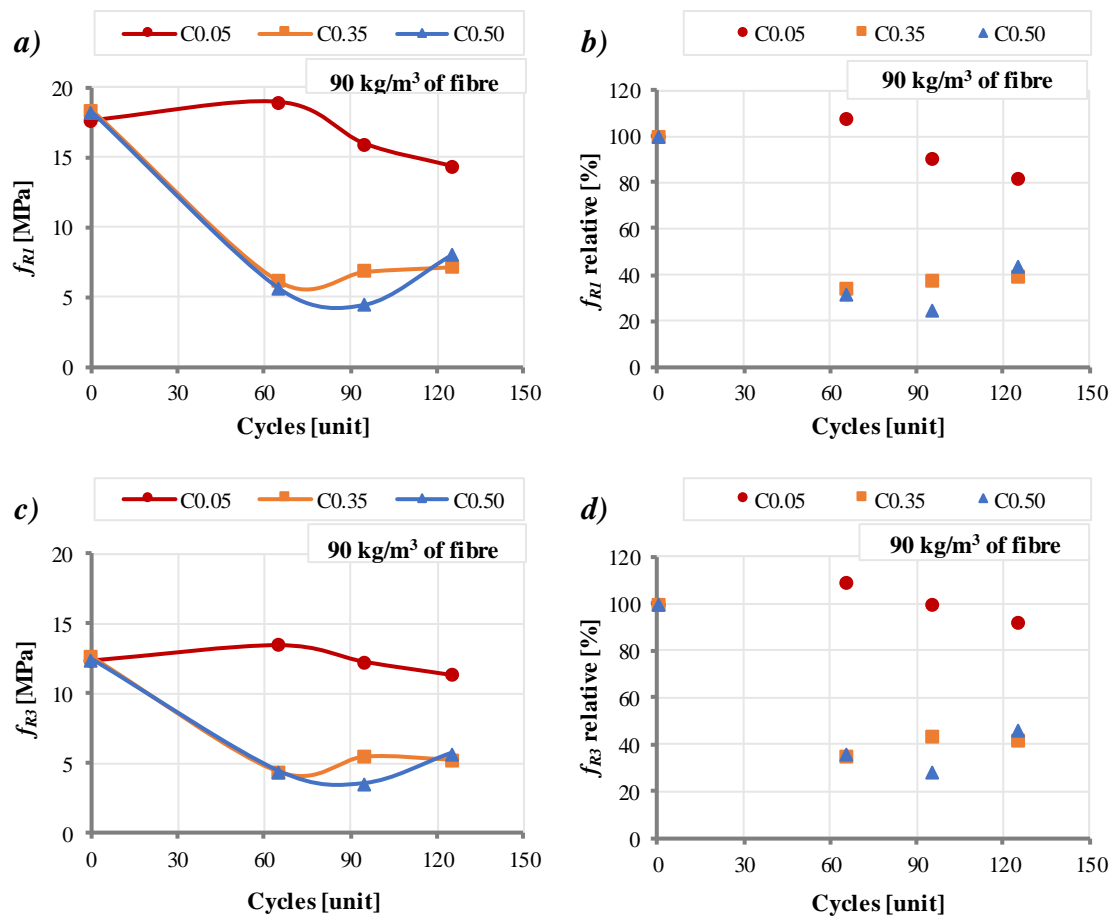 a)
C0.05 C0.35 C0.50
90 kg/m³ of fibre
20
15
10
5
0
fR1 [MPa]
0 30 60 90 120 150
Cycles [unit]
b)
C0.05 C0.35 C0.50
90 kg/m³ of fibre
120
100
80
60
40
20
0
fR1 relative [%]
0 30 60 90 120 150
Cycles [unit]
c)
C0.05 C0.35 C0.50
90 kg/m³ of fibre
20
15
10
5
0
fR3 [MPa]
0 30 60 90 120 150
Cycles [unit]
d)
C0.05 C0.35 C0.50
90 kg/m³ of fibre
120
100
80
60
40
20
0
fR3 relative [%]
0 30 60 90 120 150
Cycles [unit]